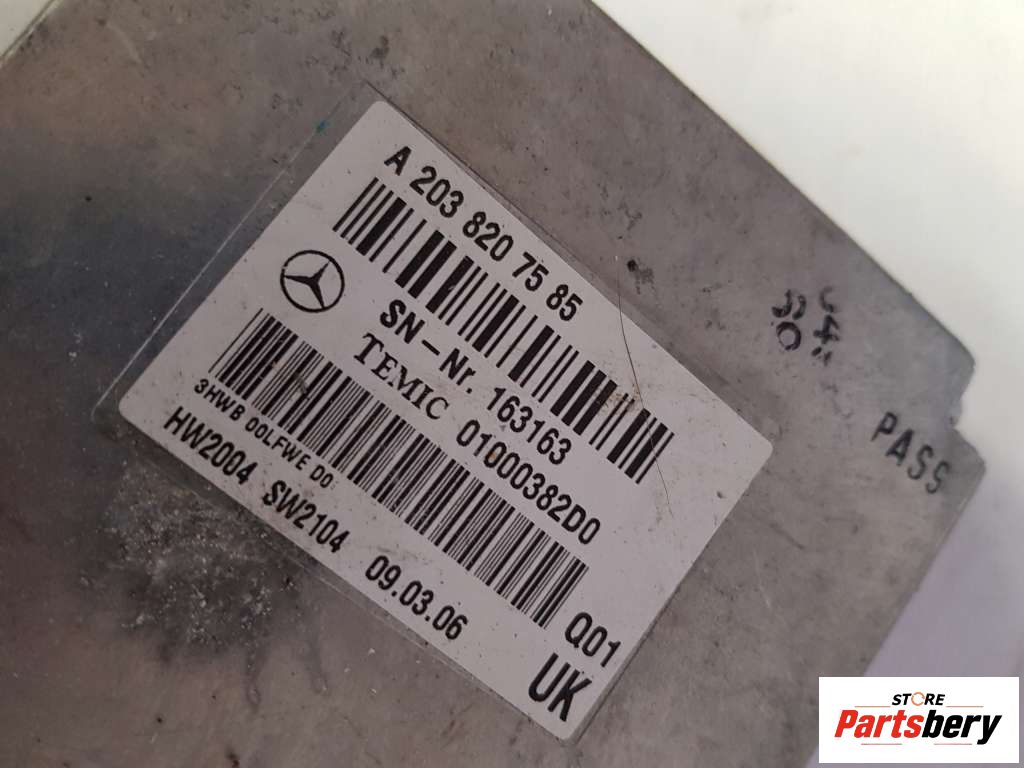 A 203 820 75 85
SN-Nr. 163163
TEMIC 01000382D0
3HWB 00LFWE D0
Q01
HW2004 SW2104 09.03.06 UK
PASS
STORE
Partsbery